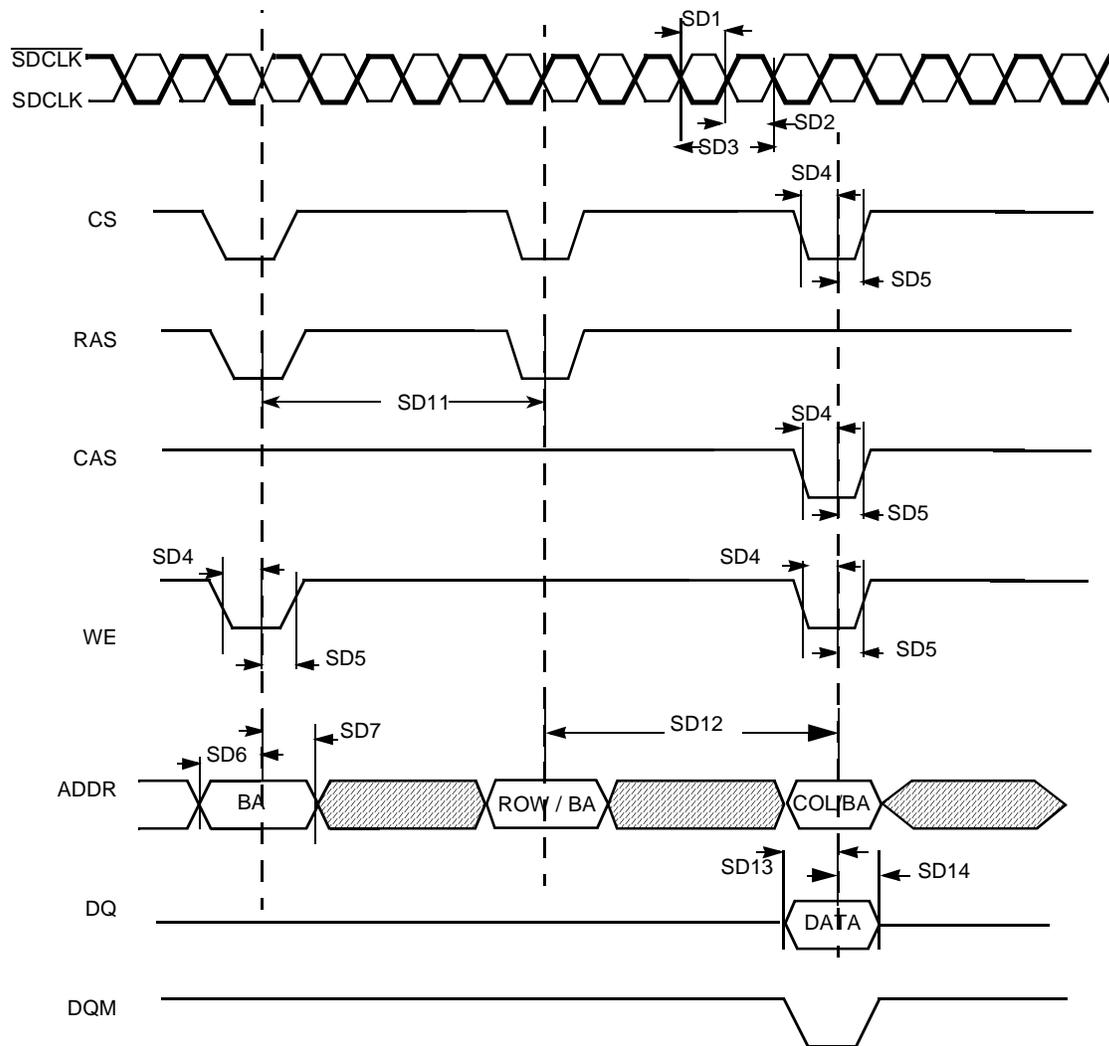 SD1
SDCLK
SDCLK
SD2
SD3
SD4
CS
SD5
RAS
SD11
SD4
CAS
SD5
SD4
SD4
WE
SD5
SD5
SD12
SD7
SD6
ADDR
BA
ROW / BA
COL/BA
SD13
SD14
DQ
DATA
DQM